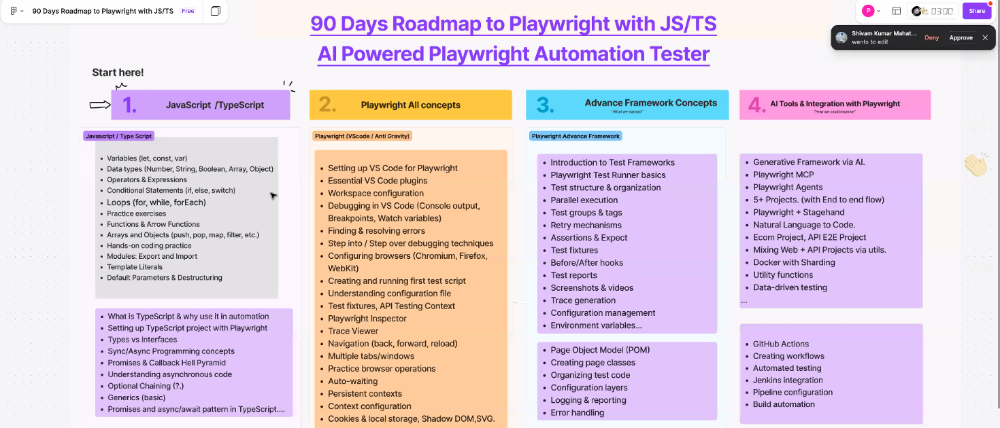 90 Days Roadmap to Playwright with JS/TS Free
P
03:00
Share
Shivam Kumar Mahat...
wants to edit
Deny
Approve
90 Days Roadmap to Playwright with JS/TS
AI Powered Playwright Automation Tester
Start here!
1. JavaScript /TypeScript
Javascript / Type Script
• Variables (let, const, var)
• Data types (Number, String, Boolean, Array, Object)
• Operators & Expressions
• Conditional Statements (if, else, switch)
• Loops (for, while, forEach)
• Practice exercises
• Functions & Arrow Functions
• Arrays and Objects (push, pop, map, filter, etc.)
• Hands-on coding practice
• Modules: Export and Import
• Template Literals
• Default Parameters & Destructuring
• What is TypeScript & why use it in automation
• Setting up TypeScript project with Playwright
• Types vs Interfaces
• Sync/Async Programming concepts
• Promises & Callback Hell Pyramid
• Understanding asynchronous code
• Optional Chaining (?.)
• Generics (basic)
• Promises and async/await pattern in TypeScript....
2. Playwright All concepts
Playwright (VScode / Anti Gravity)
• Setting up VS Code for Playwright
• Essential VS Code plugins
• Workspace configuration
• Debugging in VS Code (Console output,
Breakpoints, Watch variables)
• Finding & resolving errors
• Step into / Step over debugging techniques
• Configuring browsers (Chromium, Firefox,
WebKit)
• Creating and running first test script
• Understanding configuration file
• Test fixtures, API Testing Context
• Playwright Inspector
• Trace Viewer
• Navigation (back, forward, reload)
• Multiple tabs/windows
• Practice browser operations
• Auto-waiting
• Persistent contexts
• Context configuration
• Cookies & local storage, Shadow DOM,SVG.
3. Advance Framework Concepts
"What we learned"
Playwright Advance Framework
• Introduction to Test Frameworks
• Playwright Test Runner basics
• Test structure & organization
• Parallel execution
• Test groups & tags
• Retry mechanisms
• Assertions & Expect
• Test fixtures
• Before/After hooks
• Test reports
• Screenshots & videos
• Trace generation
• Configuration management
• Environment variables...
• Page Object Model (POM)
• Creating page classes
• Organizing test code
• Configuration layers
• Logging & reporting
• Error handling
4. AI Tools & Integration with Playwright
"How we could improve"
• Generative Framework via AI.
• Playwright MCP
• Playwright Agents
• 5+ Projects. (with End to end flow)
• Playwright + Stagehand
• Natural Language to Code.
• Ecom Project, API E2E Project
• Mixing Web + API Projects via utils.
• Docker with Sharding
• Utility functions
• Data-driven testing
...
• GitHub Actions
• Creating workflows
• Automated testing
• Jenkins integration
• Pipeline configuration
• Build automation